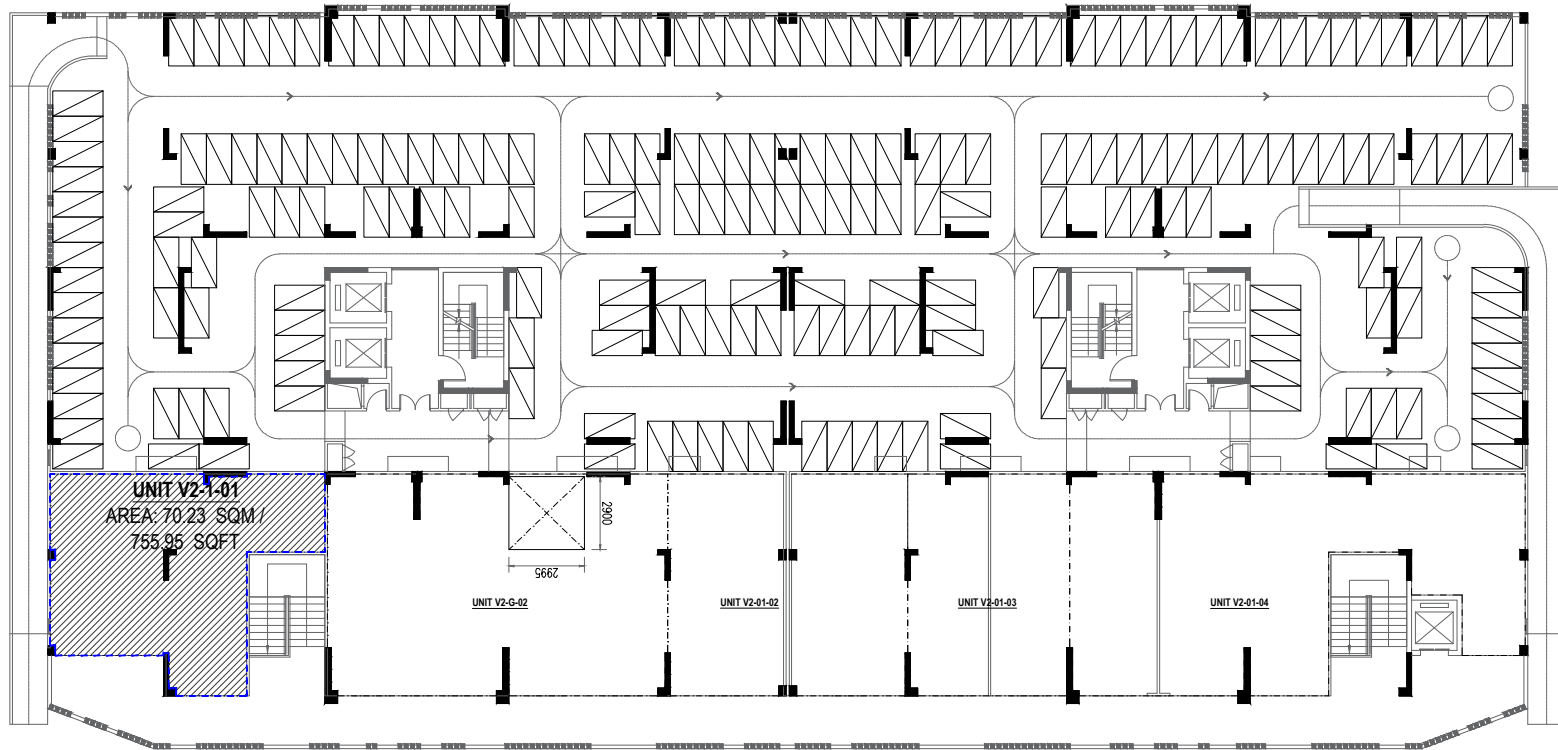 UNIT V2-1-01
AREA: 70.23 SQM /
755.95 SQFT
2900
2995
UNIT V2-G-02
UNIT V2-01-02
UNIT V2-01-03
UNIT V2-01-04